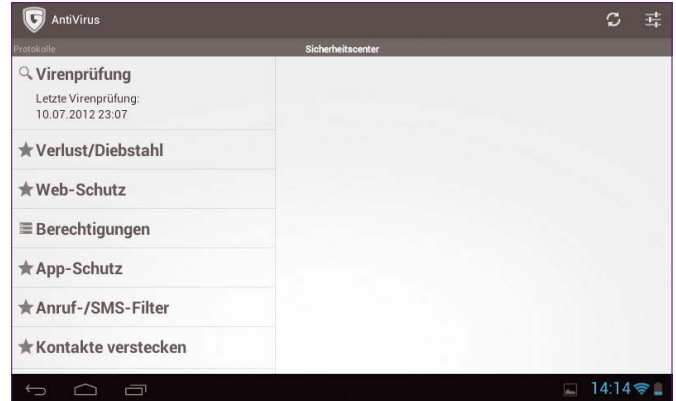 AntiVirus
Protokolle
Sicherheitscenter
Virenprüfung
Letzte Virenprüfung:
10.07.2012 23:07
Verlust/Diebstahl
Web-Schutz
Berechtigungen
App-Schutz
Anruf-/SMS-Filter
Kontakte verstecken
14:14